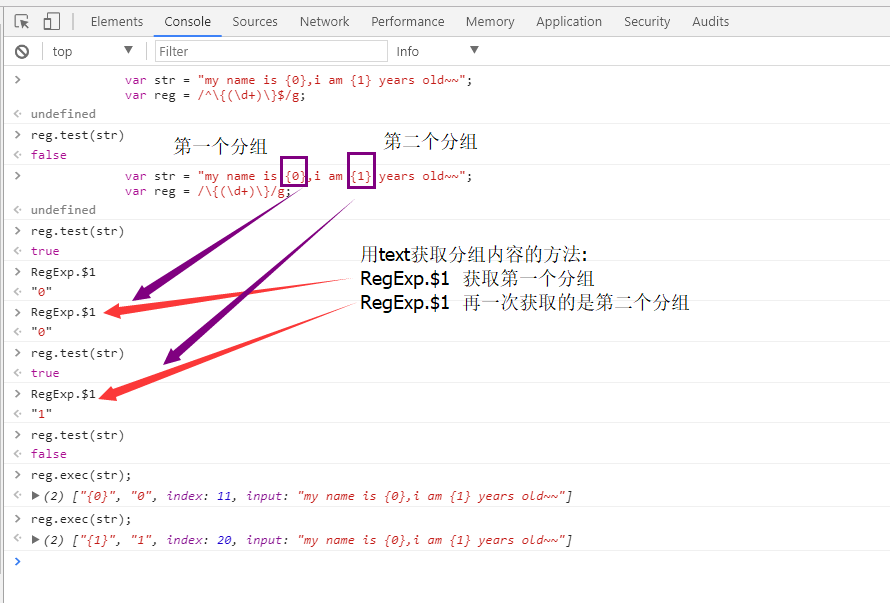 Elements Console Sources Network Performance Memory Application Security Audits
top Filter Info
> var str = "my name is {0},i am {1} years old~~";
var reg = /^\{(\d+)\}$/g;
undefined
> reg.test(str)
false
第一个分组
第二个分组
> var str = "my name is {0},i am {1} years old~~";
var reg = /\{(\d+)\}/g;
undefined
> reg.test(str)
true
> RegExp.$1
"0"
> RegExp.$1
"0"
> reg.test(str)
true
> RegExp.$1
"1"
用text获取分组内容的方法:
RegExp.$1 获取第一个分组
RegExp.$1 再一次获取的是第二个分组
> reg.test(str)
false
> reg.exec(str);
(2) ["{0}", "0", index: 11, input: "my name is {0},i am {1} years old~~"]
> reg.exec(str);
(2) ["{1}", "1", index: 20, input: "my name is {0},i am {1} years old~~"]
>